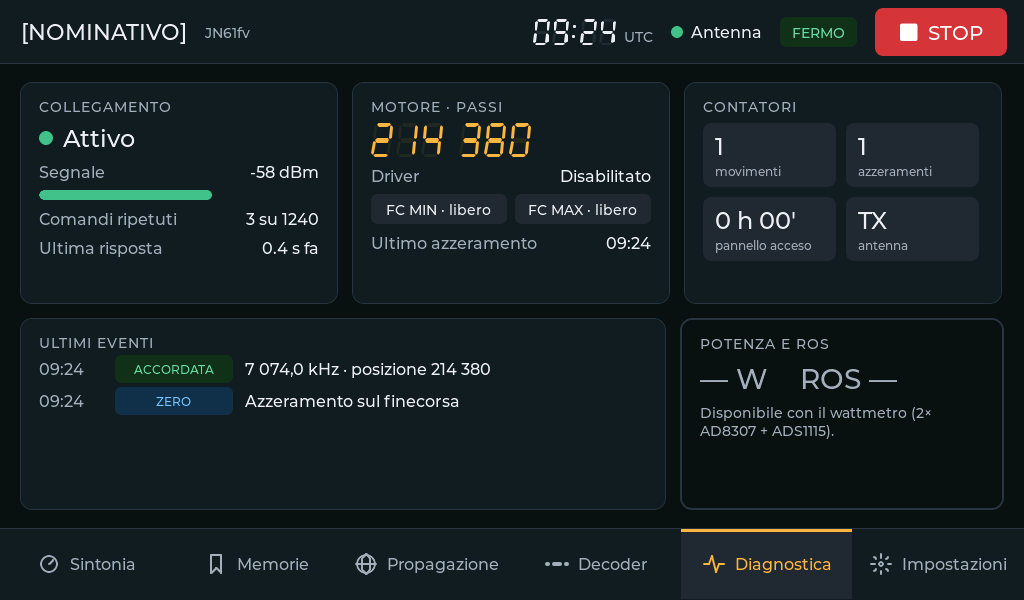 [NOMINATIVO] JN61fv 09:24 UTC Antenna FERMO STOP
COLLEGAMENTO
Attivo
Segnale -58 dBm
Comandi ripetuti 3 su 1240
Ultima risposta 0.4 s fa
MOTORE · PASSI
214 380
Driver Disabilitato
FC MIN · libero FC MAX · libero
Ultimo azzeramento 09:24
CONTATORI
1
movimenti
1
azzeramenti
0 h 00'
pannello acceso
TX
antenna
ULTIMI EVENTI
09:24 ACCORDATA 7 074,0 kHz · posizione 214 380
09:24 ZERO Azzeramento sul finecorsa
POTENZA E ROS
— W ROS —
Disponibile con il wattmetro (2×
AD8307 + ADS1115).
Sintonia Memorie Propagazione Decoder Diagnostica Impostazioni